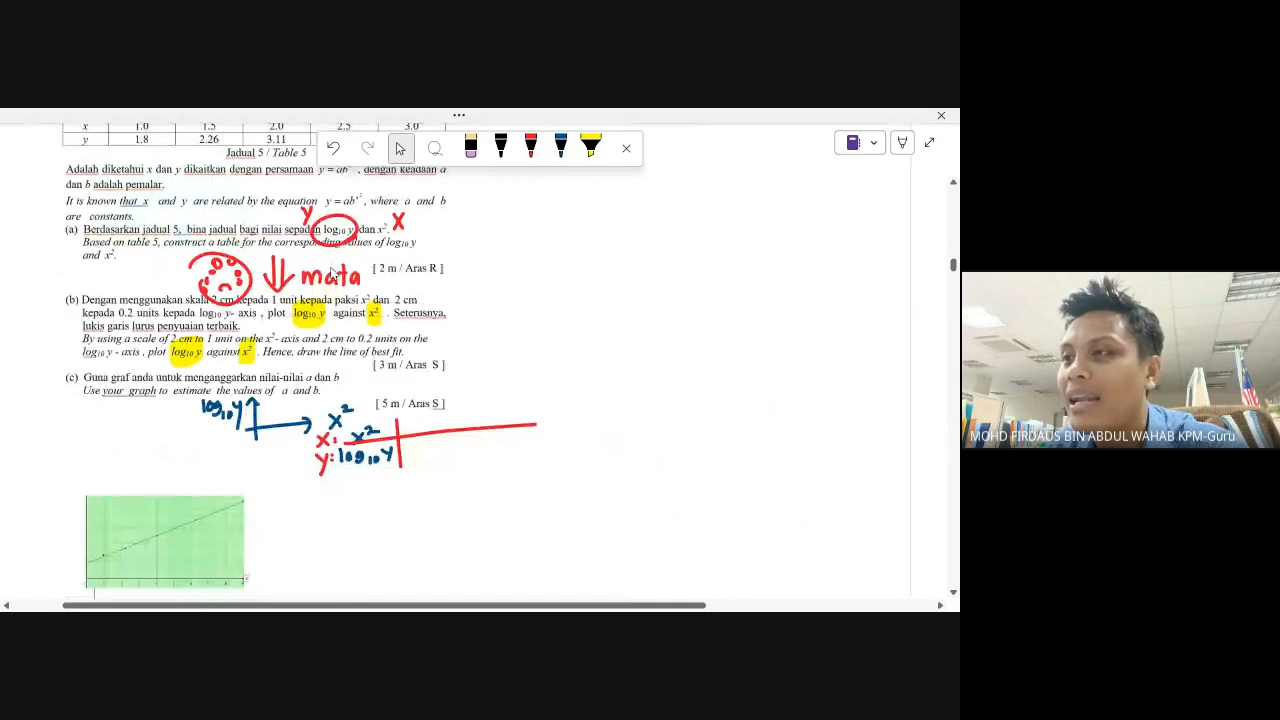 x 1.0 1.5 2.0 2.5 3.0
y 1.8 2.26 3.11
Jadual 5 / Table 5
Adalah diketahui x dan y dikaitkan dengan persamaan y = ab , dengan keadaan a
dan b adalah pemalar.
It is known that x and y are related by the equation y = abˣ², where a and b
are constants.
y x
(a) Berdasarkan jadual 5, bina jadual bagi nilai sepadan log₁₀ y dan x².
Based on table 5, construct a table for the corresponding values of log₁₀ y
and x².
[ 2 m / Aras R ]
mata
(b) Dengan menggunakan skala 2 cm kepada 1 unit kepada paksi x² dan 2 cm
kepada 0.2 units kepada log₁₀ y- axis , plot log₁₀ y against x² . Seterusnya,
lukis garis lurus penyuaian terbaik.
By using a scale of 2 cm to 1 unit on the x²- axis and 2 cm to 0.2 units on the
log₁₀ y - axis , plot log₁₀ y against x² . Hence, draw the line of best fit.
[ 3 m / Aras S ]
(c) Guna graf anda untuk menganggarkan nilai-nilai a dan b
Use your graph to estimate the values of a and b.
[ 5 m / Aras S ]
log₁₀y x²
x: x²
y: log₁₀y
MOHD FIRDAUS BIN ABDUL WAHAB KPM-Guru